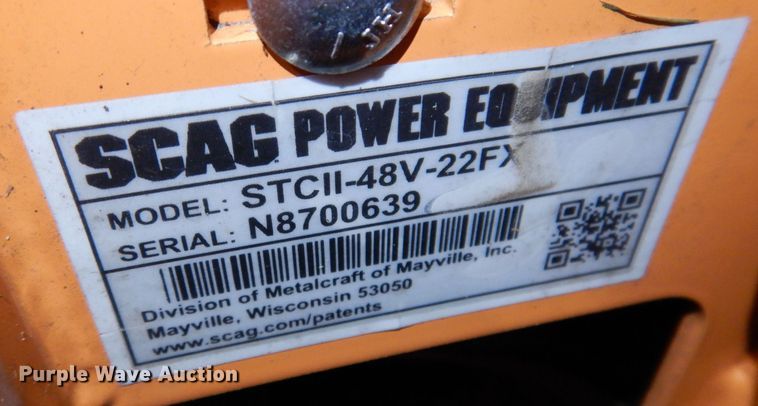 JHI
SCAG POWER EQUIPMENT
MODEL: STCII-48V-22FX
SERIAL: N8700639
Division of Metalcraft of Mayville, Inc.
Mayville, Wisconsin 53050
www.scag.com/patents
Purple Wave Auction